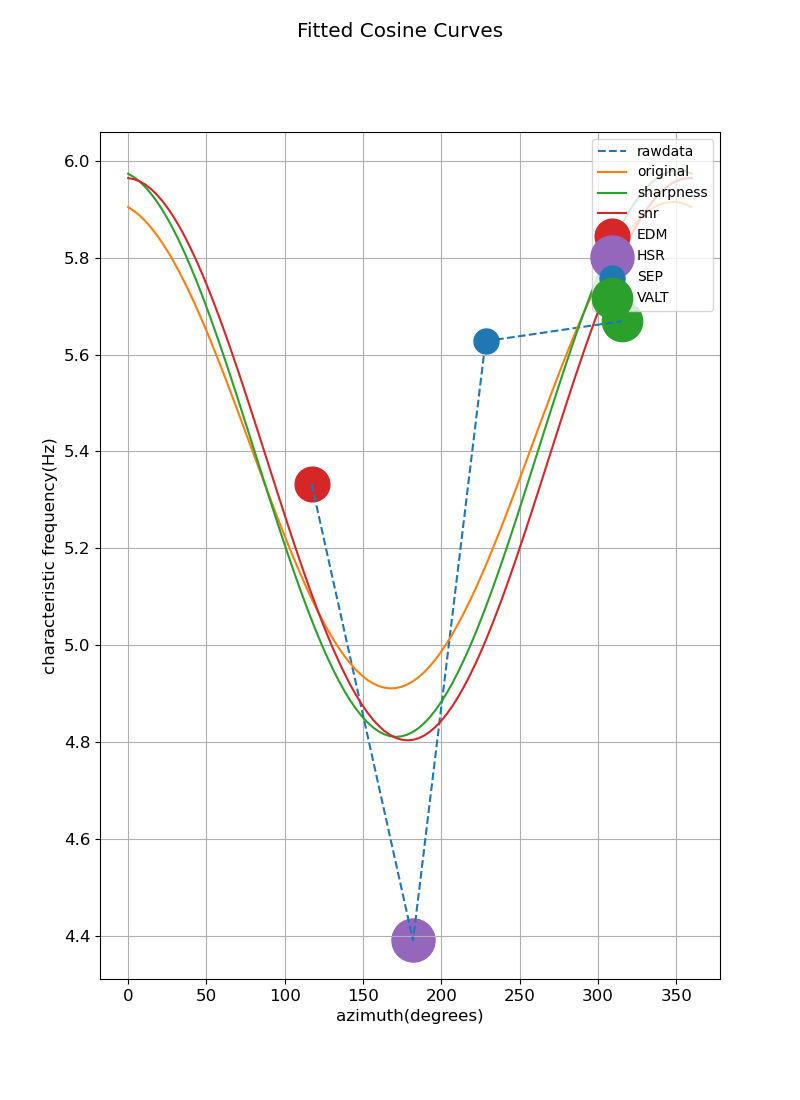 Fitted Cosine Curves
6.0
5.8
5.6
5.4
5.2
5.0
4.8
4.6
4.4
characteristic frequency(Hz)
rawdata
original
sharpness
snr
EDM
HSR
SEP
VALT
0 50 100 150 200 250 300 350
azimuth(degrees)